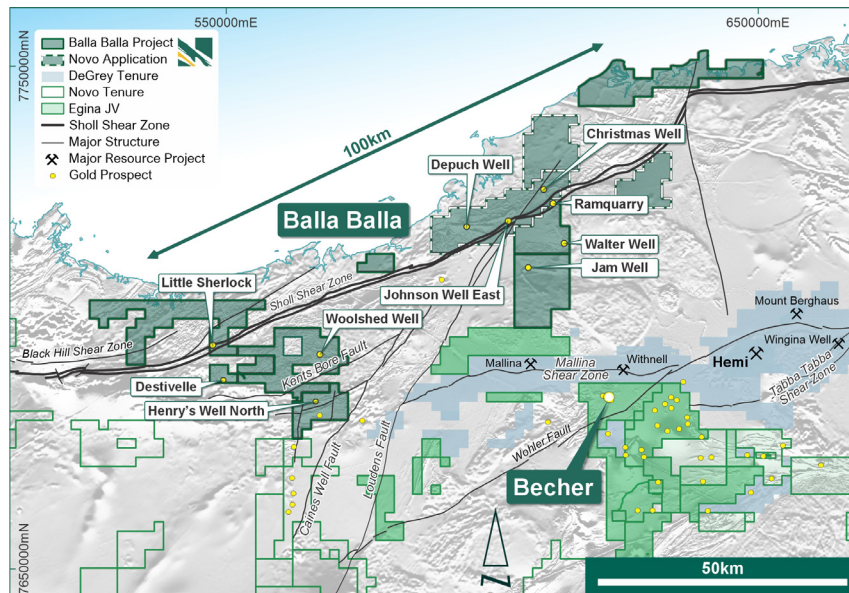 550000mE
650000mE
7750000mN
Balla Balla Project
Novo Application
DeGrey Tenure
Novo Tenure
Egina JV
Sholl Shear Zone
Major Structure
Major Resource Project
Gold Prospect
100km
Christmas Well
Depuch Well
Balla Balla
Ramquarry
Walter Well
Jam Well
Little Sherlock
Sholl Shear Zone
Johnson Well East
Woolshed Well
Mount Berghaus
Black Hill Shear Zone
Kents Bore Fault
Wingina Well
Hemi
Mallina
Mallina
Shear Zone
Withnell
Destivelle
Tabba Tabba
Shear Zone
Henry's Well North
Wohler Fault
Loudens Fault
Caines Well Fault
Becher
7650000mN
N
50km